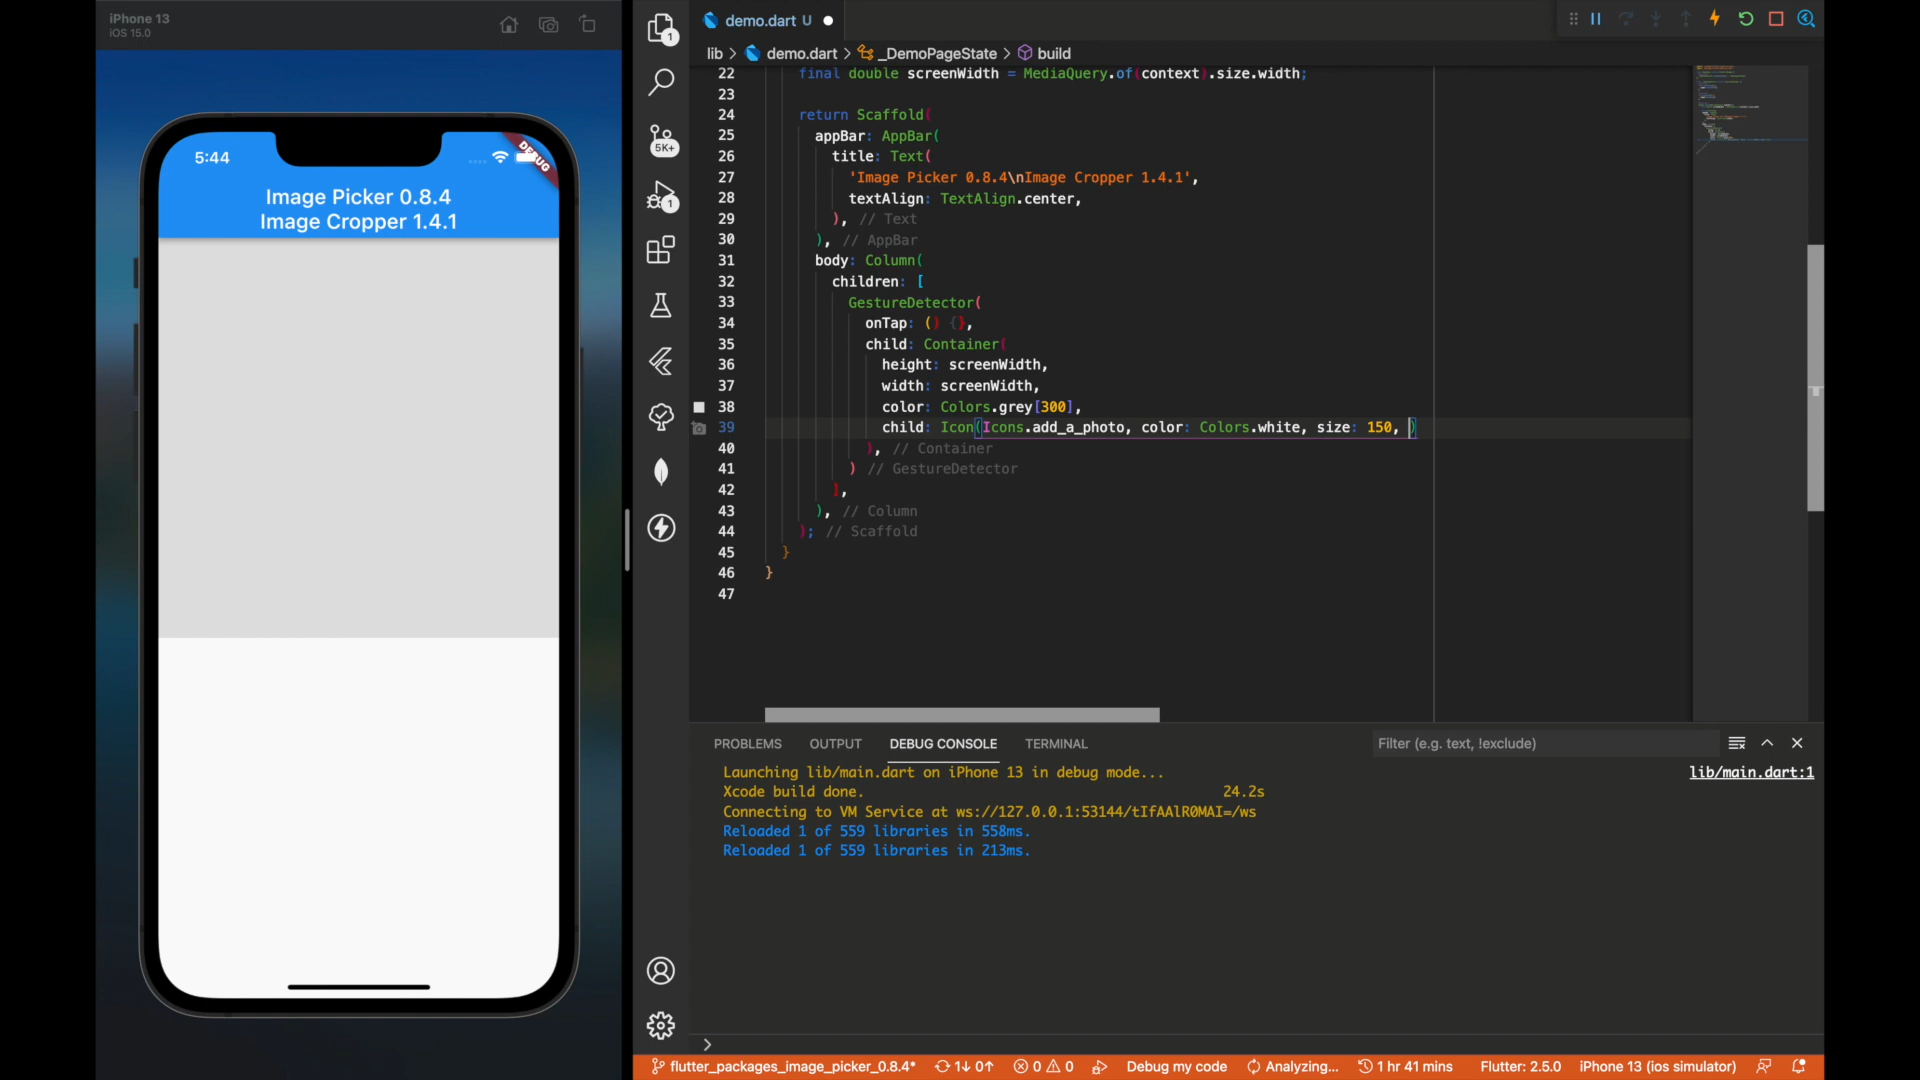 iPhone 13
iOS 15.0
5:44
DEBUG
Image Picker 0.8.4
Image Cropper 1.4.1
1
5K+
1
demo.dart U
lib > demo.dart > _DemoPageState > build
22 final double screenWidth = MediaQuery.of(context).size.width;
23
24 return Scaffold(
25 appBar: AppBar(
26 title: Text(
27 'Image Picker 0.8.4\nImage Cropper 1.4.1',
28 textAlign: TextAlign.center,
29 ), // Text
30 ), // AppBar
31 body: Column(
32 children: [
33 GestureDetector(
34 onTap: () {},
35 child: Container(
36 height: screenWidth,
37 width: screenWidth,
38 color: Colors.grey[300],
39 child: Icon(Icons.add_a_photo, color: Colors.white, size: 150, )
40 ), // Container
41 ) // GestureDetector
42 ],
43 ), // Column
44 ); // Scaffold
45 }
46 }
47
PROBLEMS OUTPUT DEBUG CONSOLE TERMINAL Filter (e.g. text, !exclude)
Launching lib/main.dart on iPhone 13 in debug mode... lib/main.dart:1
Xcode build done. 24.2s
Connecting to VM Service at ws://127.0.0.1:53144/tIfAAlR0MAI=/ws
Reloaded 1 of 559 libraries in 558ms.
Reloaded 1 of 559 libraries in 213ms.
>
flutter_packages_image_picker_0.8.4* 1↓ 0↑ 0 0 Debug my code Analyzing... 1 hr 41 mins Flutter: 2.5.0 iPhone 13 (ios simulator)